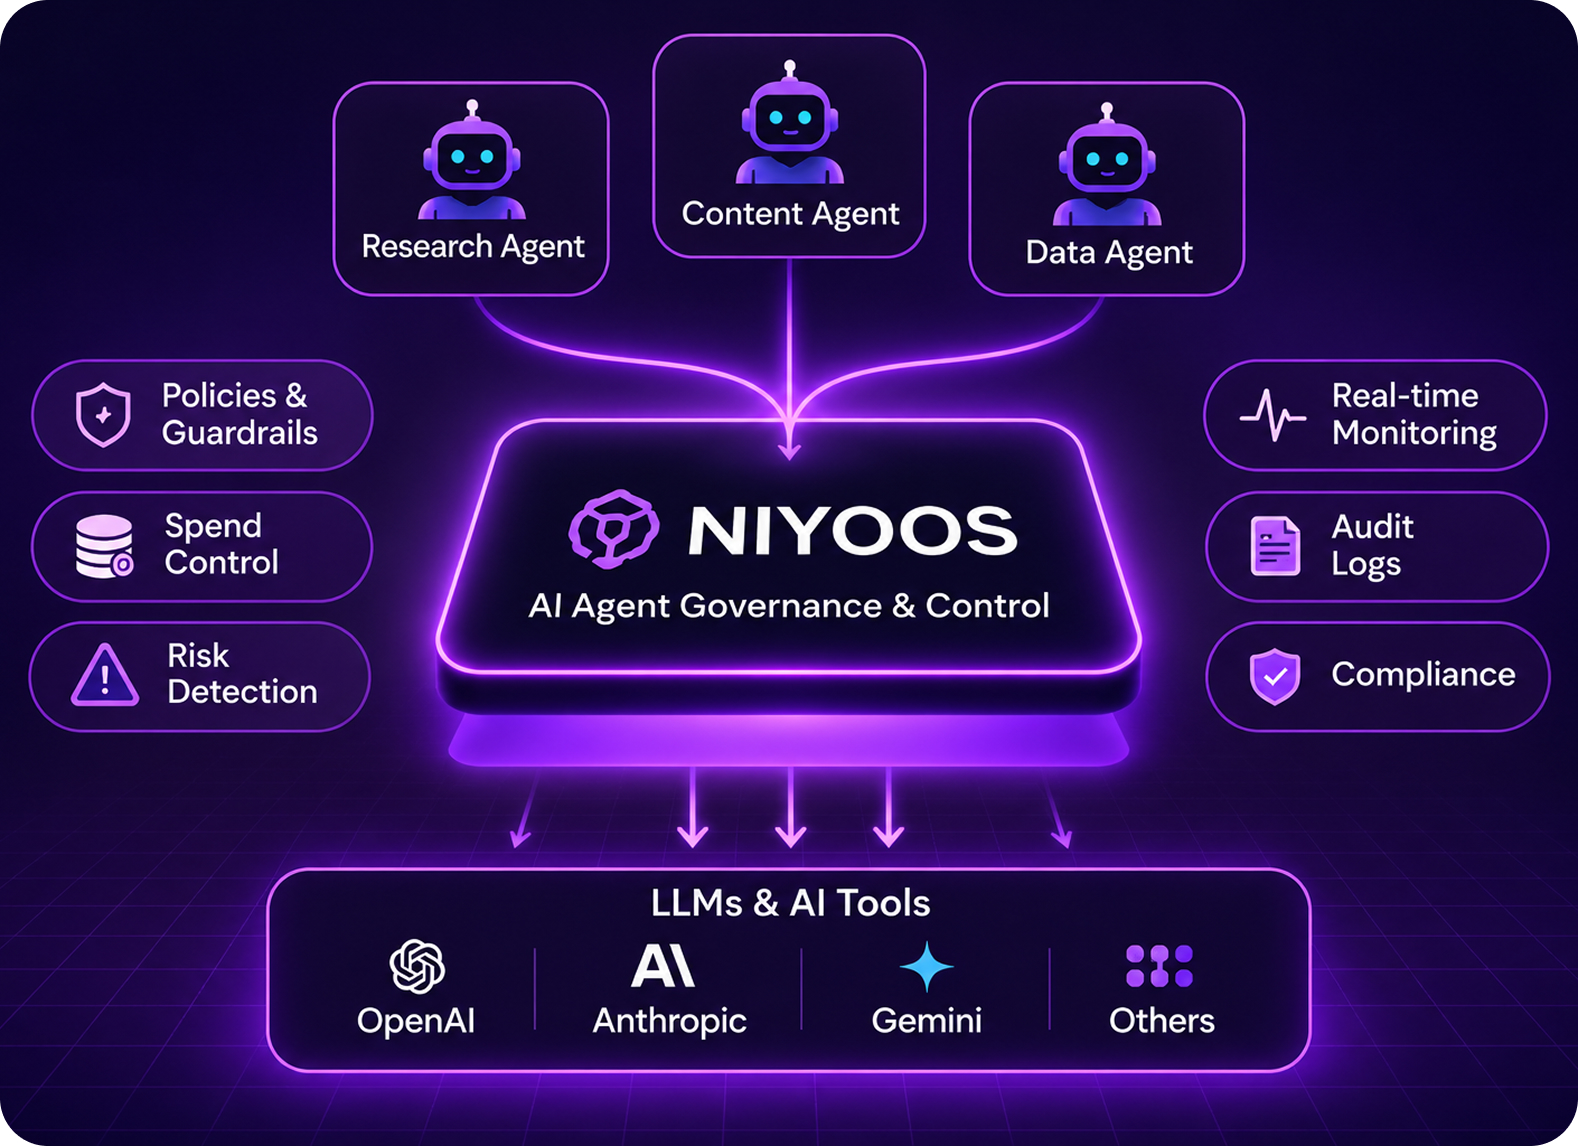 Research Agent
Content Agent
Data Agent
Policies &
Guardrails
Spend
Control
Risk
Detection
NIYOOS
AI Agent Governance & Control
Real-time
Monitoring
Audit
Logs
Compliance
LLMs & AI Tools
OpenAI
Anthropic
Gemini
Others